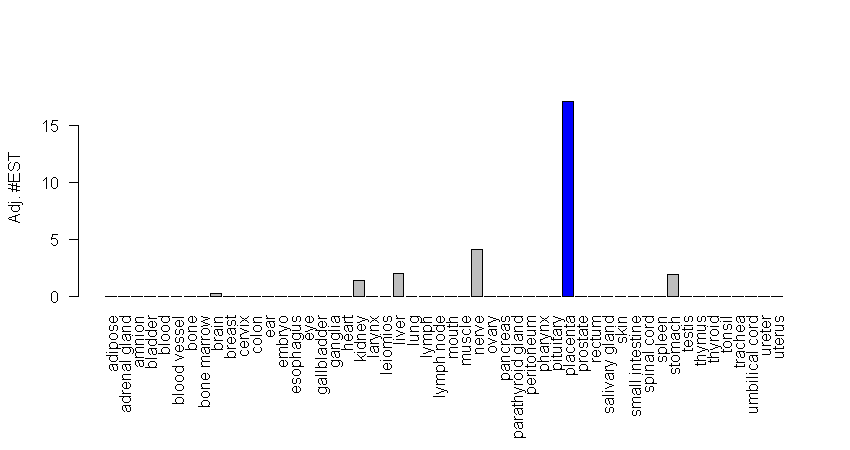 Adj. #EST
15
10
5
0
adipose
adrenal gland
amnion
bladder
blood
blood vessel
bone
bone marrow
brain
breast
cervix
colon
ear
embryo
esophagus
eye
gallbladder
ganglia
heart
kidney
larynx
leiomios
liver
lung
lymph
lymph node
mouth
muscle
nerve
ovary
pancreas
parathyroid gland
peritoneum
pharynx
pituitary
placenta
prostate
rectum
salivary gland
skin
small intestine
spinal cord
spleen
stomach
testis
thymus
thyroid
tonsil
trachea
umbilical cord
ureter
uterus